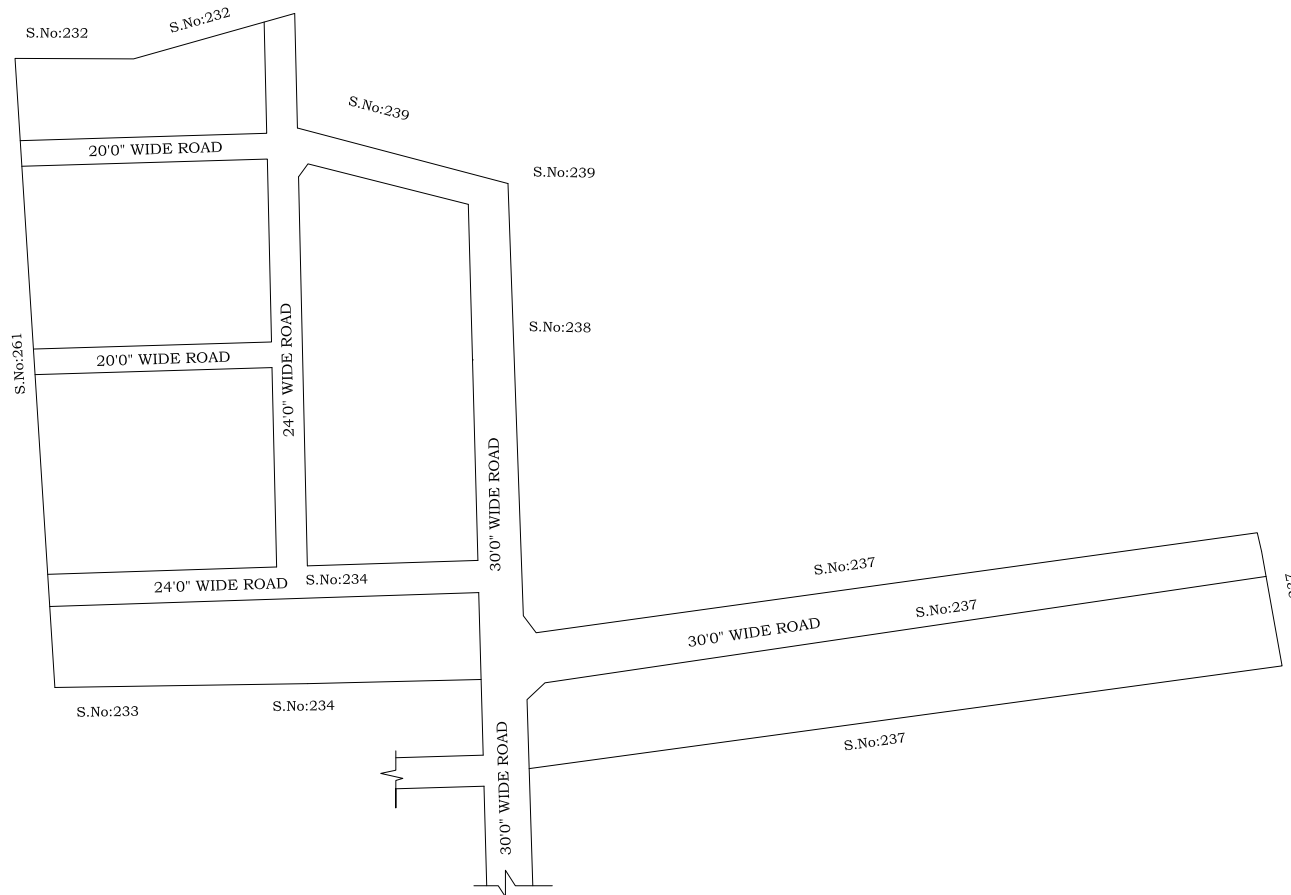 S.No:232
S.No:232
S.No:239
20'0" WIDE ROAD
S.No:239
S.No:238
S.No:261
20'0" WIDE ROAD
24'0" WIDE ROAD
30'0" WIDE ROAD
24'0" WIDE ROAD
S.No:234
S.No:237
S.No:237
30'0" WIDE ROAD
S.No:233
S.No:234
S.No:237
30'0" WIDE ROAD